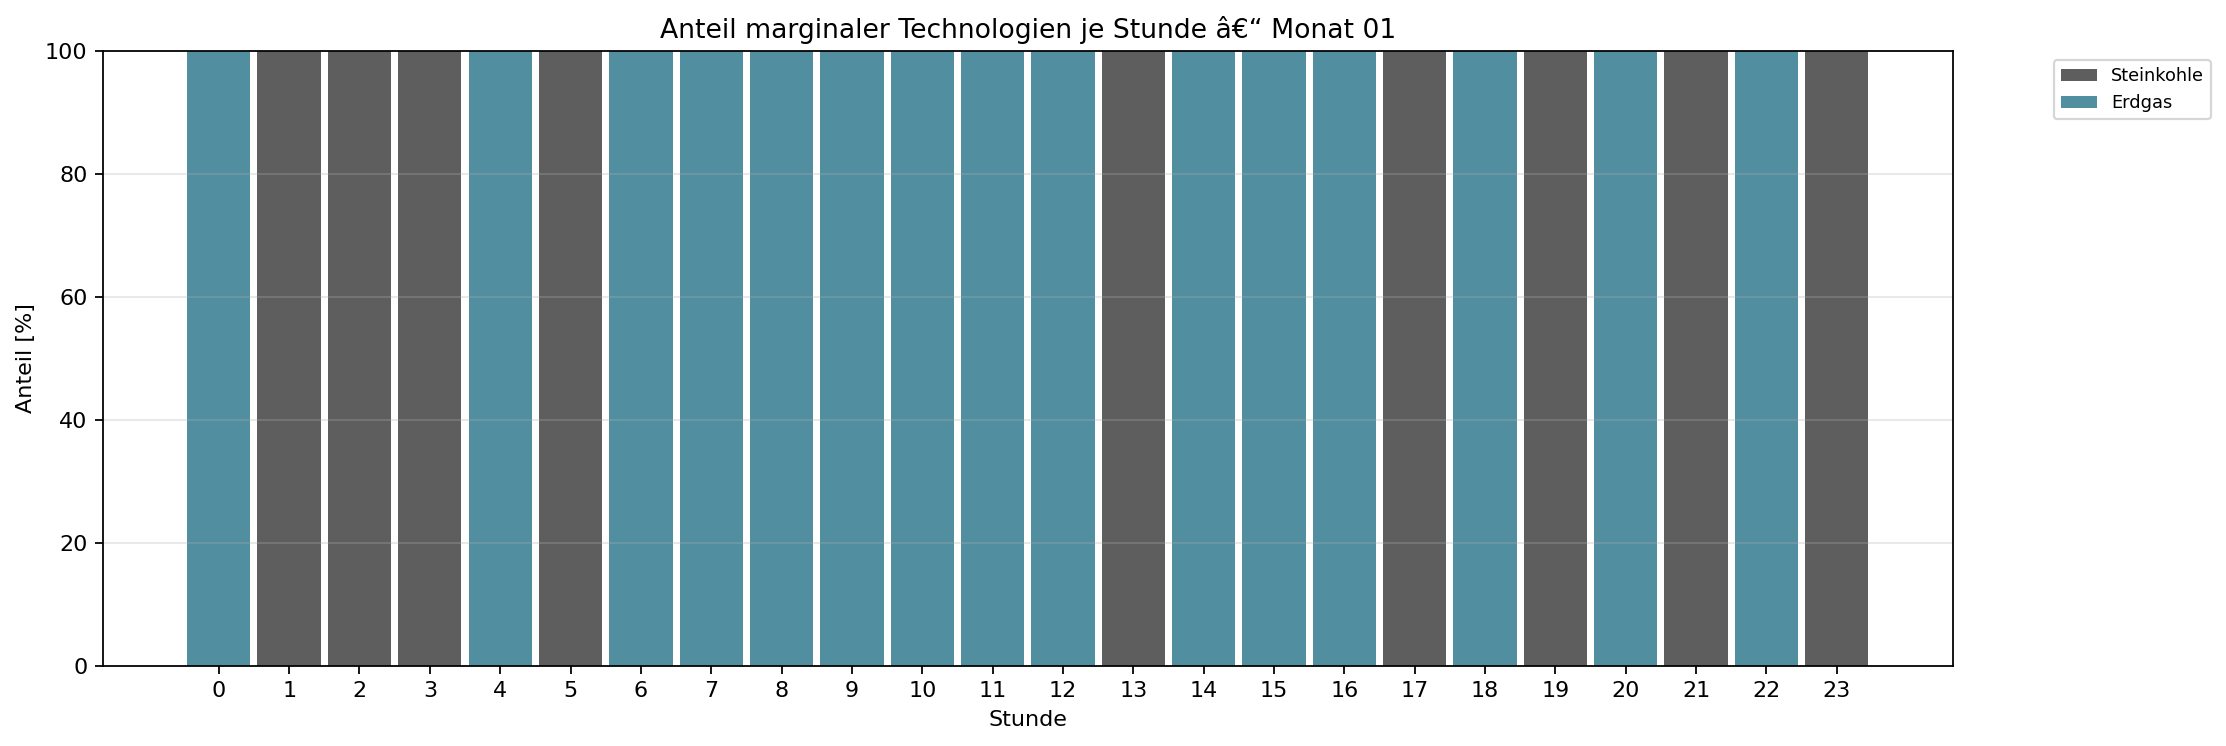 Anteil marginaler Technologien je Stunde â€“ Monat 01
Steinkohle
Erdgas
Anteil [%]
100
80
60
40
20
0
0 1 2 3 4 5 6 7 8 9 10 11 12 13 14 15 16 17 18 19 20 21 22 23
Stunde